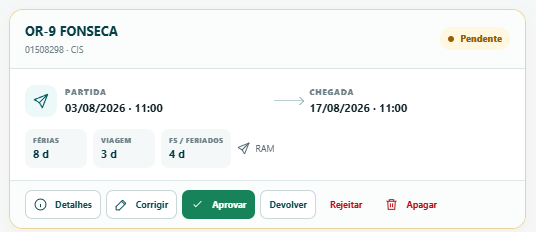 OR-9 FONSECA
01508298 · CIS
Pendente
PARTIDA
03/08/2026 · 11:00
CHEGADA
17/08/2026 · 11:00
FÉRIAS
8 d
VIAGEM
3 d
FS / FERIADOS
4 d
RAM
Detalhes
Corrigir
Aprovar
Devolver
Rejeitar
Apagar